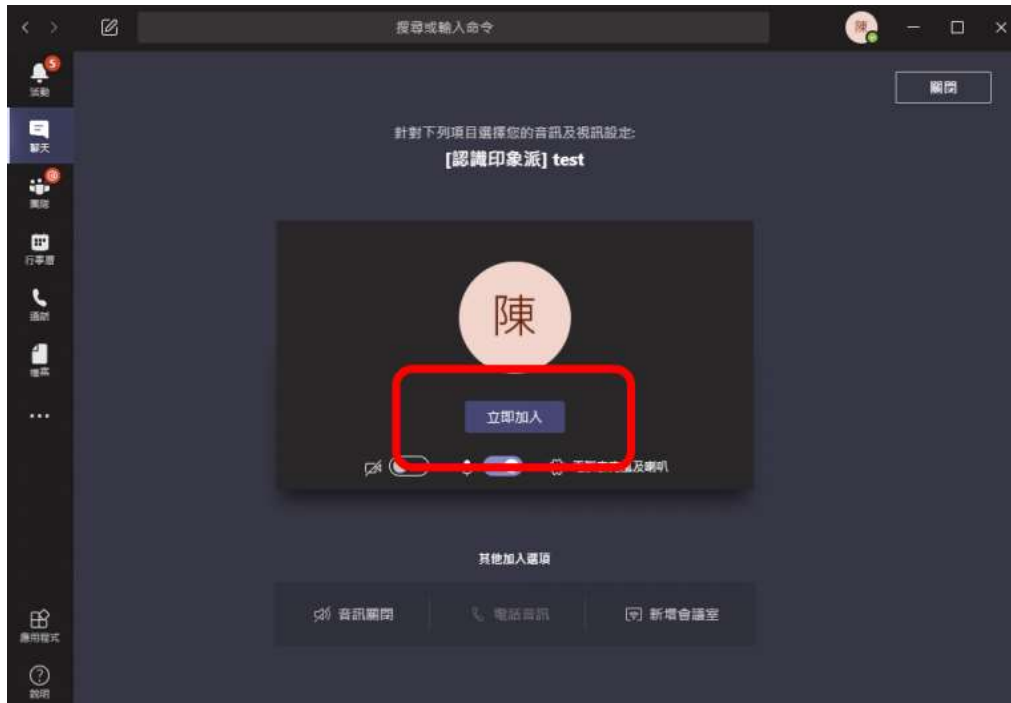 搜尋或輸入命令
陳
5
活動
關閉
聊天
針對下列項目選擇您的音訊及視訊設定:
[認識印象派] test
團隊
行事曆
陳
通話
檔案
立即加入
其他加入選項
音訊關閉
電話音訊
新增會議室
應用程式
說明